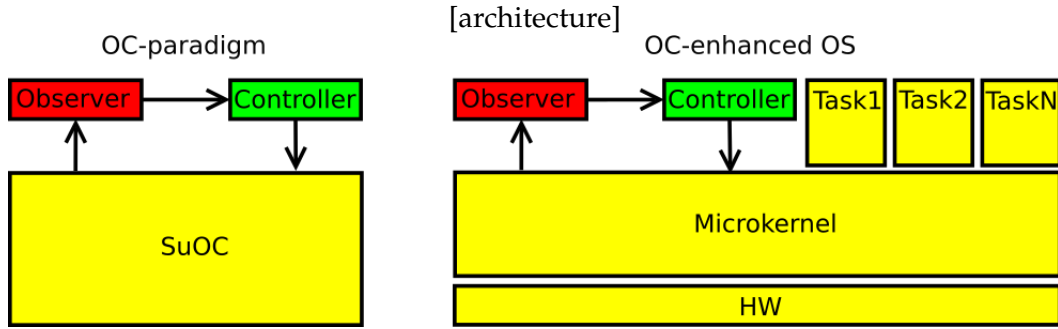 [architecture]
OC-paradigm
OC-enhanced OS
Observer
Controller
SuOC
Observer
Controller
Task1
Task2
TaskN
Microkernel
HW